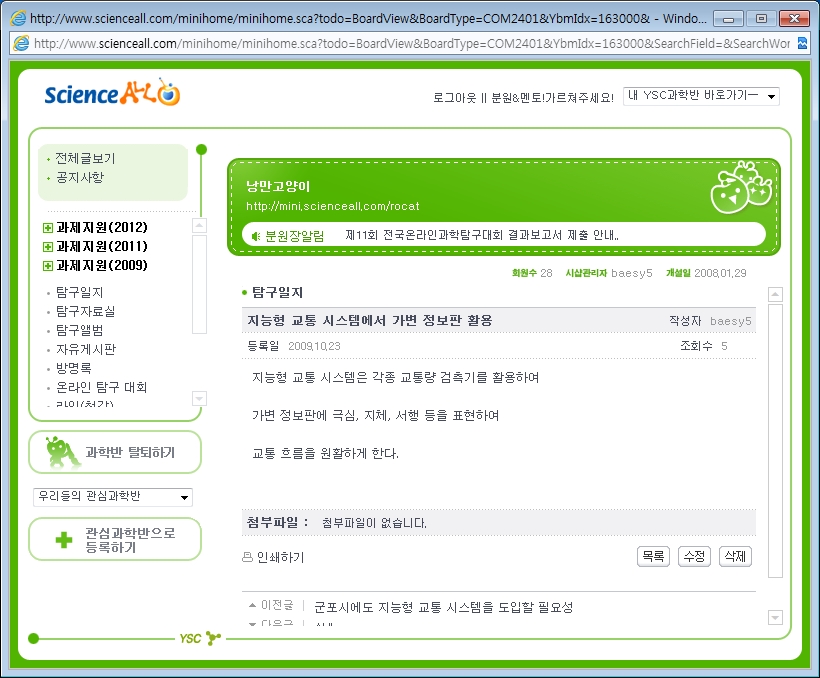 http://www.scienceall.com/minihome/minihome.sca?todo=BoardView&BoardType=COM2401&YbmIdx=163000& - Windo...
http://www.scienceall.com/minihome/minihome.sca?todo=BoardView&BoardType=COM2401&YbmIdx=163000&SearchField=&SearchWor
Science ALL
로그아웃 || 분원&멘토!가르쳐주세요!
내 YSC과학반 바로가기ー
전체글보기
공지사항
과제지원(2012)
과제지원(2011)
과제지원(2009)
탐구일지
탐구자료실
탐구앨범
자유게시판
방명록
온라인 탐구 대회
과학반 탈퇴하기
우리들의 관심과학반
관심과학반으로
등록하기
낭만고양이
http://mini.scienceall.com/rocat
분원장알림 제11회 전국온라인과학탐구대회 결과보고서 제출 안내..
회원수 28 시샵관리자 baesy5 개설일 2008.01.29
탐구일지
지능형 교통 시스템에서 가변 정보판 활용 작성자 baesy5
등록일 2009.10.23 조회수 5
지능형 교통 시스템은 각종 교통량 검측기를 활용하여
가변 정보판에 극심, 지체, 서행 등을 표현하여
교통 흐름을 원활하게 한다.
첨부파일 : 첨부파일이 없습니다.
인쇄하기 목록 수정 삭제
이전글 군포시에도 지능형 교통 시스템을 도입할 필요성
다음글
YSC